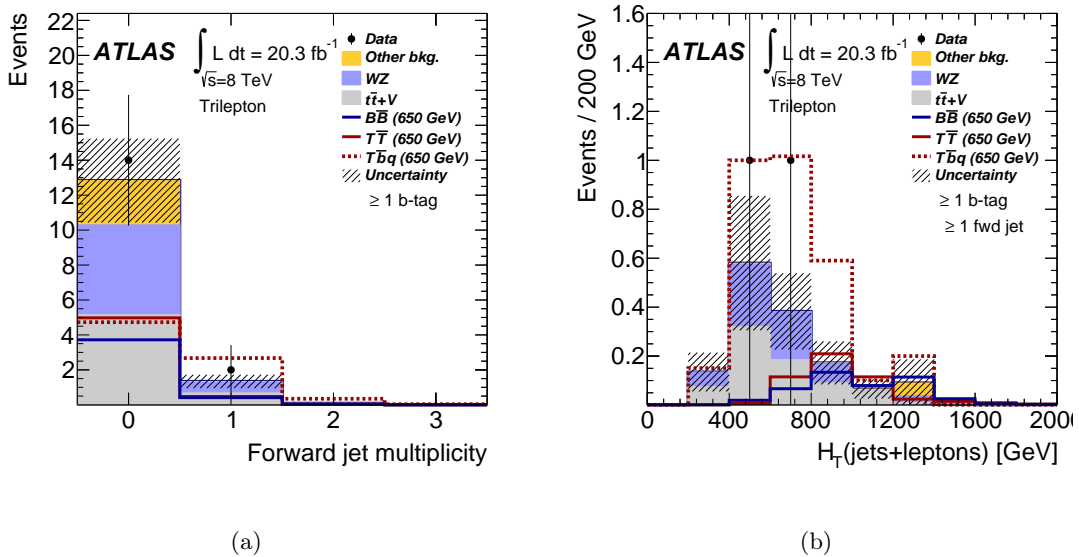 Events
22
20
18
16
14
12
10
8
6
4
2
ATLAS
∫ L dt = 20.3 fb⁻¹
√s=8 TeV
Trilepton
Data
Other bkg.
WZ
tt̄+V
BB̄ (650 GeV)
TT̄ (650 GeV)
Tb̄q (650 GeV)
Uncertainty
≥ 1 b-tag
0 1 2 3
Forward jet multiplicity
(a)
Events / 200 GeV
1.6
1.4
1.2
1
0.8
0.6
0.4
0.2
ATLAS
∫ L dt = 20.3 fb⁻¹
√s=8 TeV
Trilepton
Data
Other bkg.
WZ
tt̄+V
BB̄ (650 GeV)
TT̄ (650 GeV)
Tb̄q (650 GeV)
Uncertainty
≥ 1 b-tag
≥ 1 fwd jet
0 400 800 1200 1600 2000
H_T(jets+leptons) [GeV]
(b)